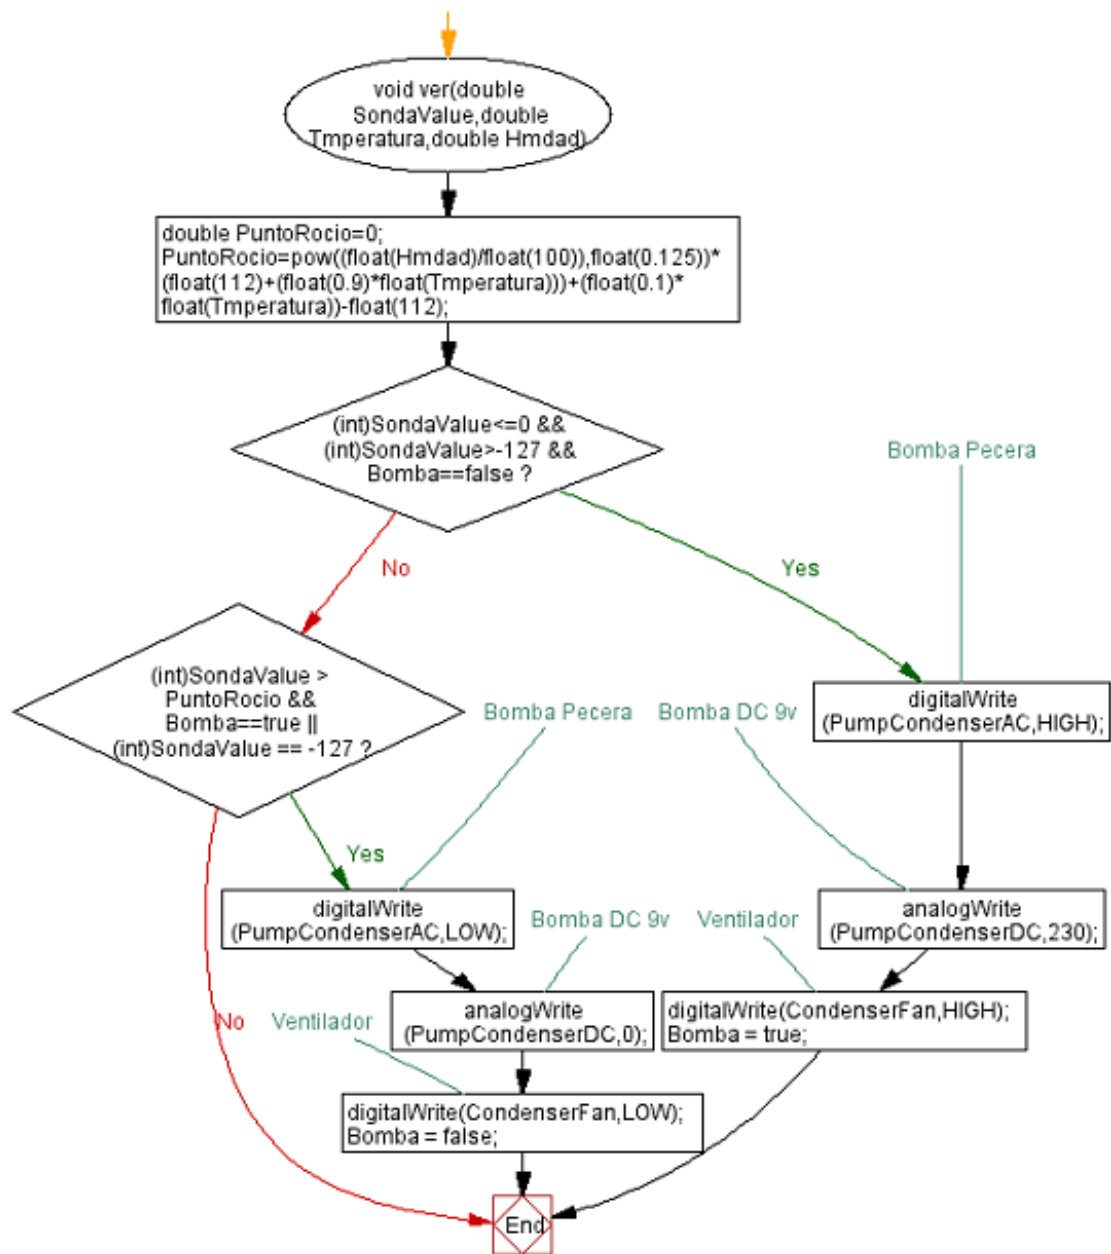 void ver(double
SondaValue,double
Tmperatura,double Hmdad)
double PuntoRocio=0;
PuntoRocio=pow((float(Hmdad)/float(100)),float(0.125))*
(float(112)+(float(0.9)*float(Tmperatura)))+(float(0.1)*
float(Tmperatura))-float(112);
(int)SondaValue<=0 &&
(int)SondaValue>-127 &&
Bomba==false ?
Bomba Pecera
No
Yes
(int)SondaValue >
PuntoRocio &&
Bomba==true ||
(int)SondaValue == -127 ?
Bomba Pecera
Bomba DC 9v
digitalWrite
(PumpCondenserAC,HIGH);
Yes
digitalWrite
(PumpCondenserAC,LOW);
Bomba DC 9v
Ventilador
analogWrite
(PumpCondenserDC,230);
No
Ventilador
analogWrite
(PumpCondenserDC,0);
digitalWrite(CondenserFan,HIGH);
Bomba = true;
digitalWrite(CondenserFan,LOW);
Bomba = false;
End